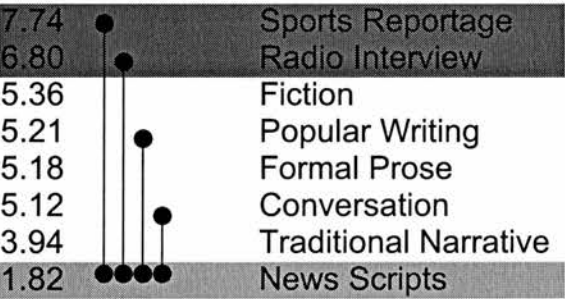 7.74 Sports Reportage
6.80 Radio Interview
5.36 Fiction
5.21 Popular Writing
5.18 Formal Prose
5.12 Conversation
3.94 Traditional Narrative
1.82 News Scripts